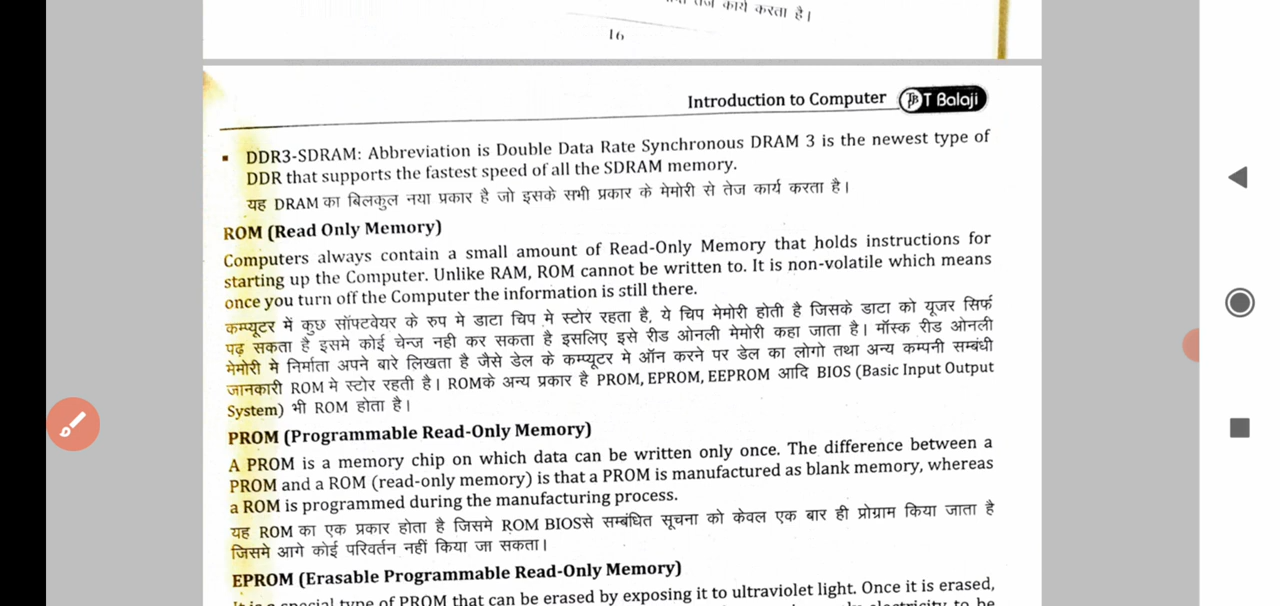 कार्य करता है।
16
Introduction to Computer T Balaji
▪ DDR3-SDRAM: Abbreviation is Double Data Rate Synchronous DRAM 3 is the newest type of
DDR that supports the fastest speed of all the SDRAM memory.
यह DRAM का बिलकुल नया प्रकार है जो इसके सभी प्रकार के मेमोरी से तेज कार्य करता है।
ROM (Read Only Memory)
Computers always contain a small amount of Read-Only Memory that holds instructions for
starting up the Computer. Unlike RAM, ROM cannot be written to. It is non-volatile which means
once you turn off the Computer the information is still there.
कम्प्यूटर में कुछ सॉफ्टवेयर के रुप मे डाटा चिप मे स्टोर रहता है, ये चिप मेमोरी होती है जिसके डाटा को यूजर सिर्फ
पढ़ सकता है इसमे कोई चेन्ज नही कर सकता है इसलिए इसे रीड ओनली मेमोरी कहा जाता है। मॉस्क रीड ओनली
मेमोरी मे निर्माता अपने बारे लिखता है जैसे डेल के कम्प्यूटर मे ऑन करने पर डेल का लोगो तथा अन्य कम्पनी सम्बंधी
जानकारी ROM मे स्टोर रहती है। ROMके अन्य प्रकार है PROM, EPROM, EEPROM आदि BIOS (Basic Input Output
System) भी ROM होता है।
PROM (Programmable Read-Only Memory)
A PROM is a memory chip on which data can be written only once. The difference between a
PROM and a ROM (read-only memory) is that a PROM is manufactured as blank memory, whereas
a ROM is programmed during the manufacturing process.
यह ROM का एक प्रकार होता है जिसमे ROM BIOSसे सम्बंधित सूचना को केवल एक बार ही प्रोग्राम किया जाता है
जिसमे आगे कोई परिवर्तन नहीं किया जा सकता।
EPROM (Erasable Programmable Read-Only Memory)
special type of PROM that can be erased by exposing it to ultraviolet light. Once it is erased,
electricity to be